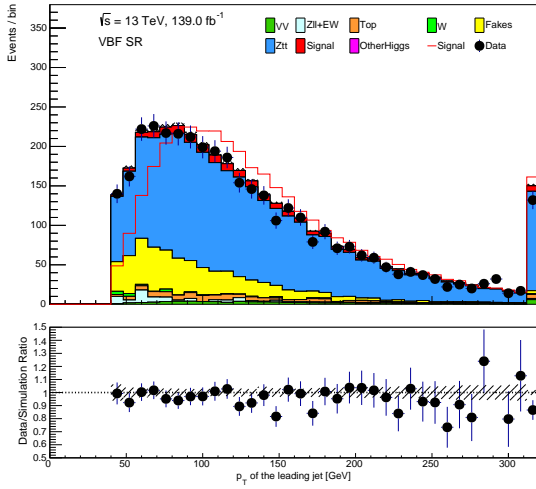 √s = 13 TeV, 139.0 fb⁻¹
VBF SR
VV Zll+EW Top W Fakes
Ztt Signal OtherHiggs Signal Data
Events / bin
350
300
250
200
150
100
50
0
1.5
1.4
1.3
1.2
1.1
1
0.9
0.8
0.7
0.6
0.5
Data/Simulation Ratio
0 50 100 150 200 250 300
p_T of the leading jet [GeV]